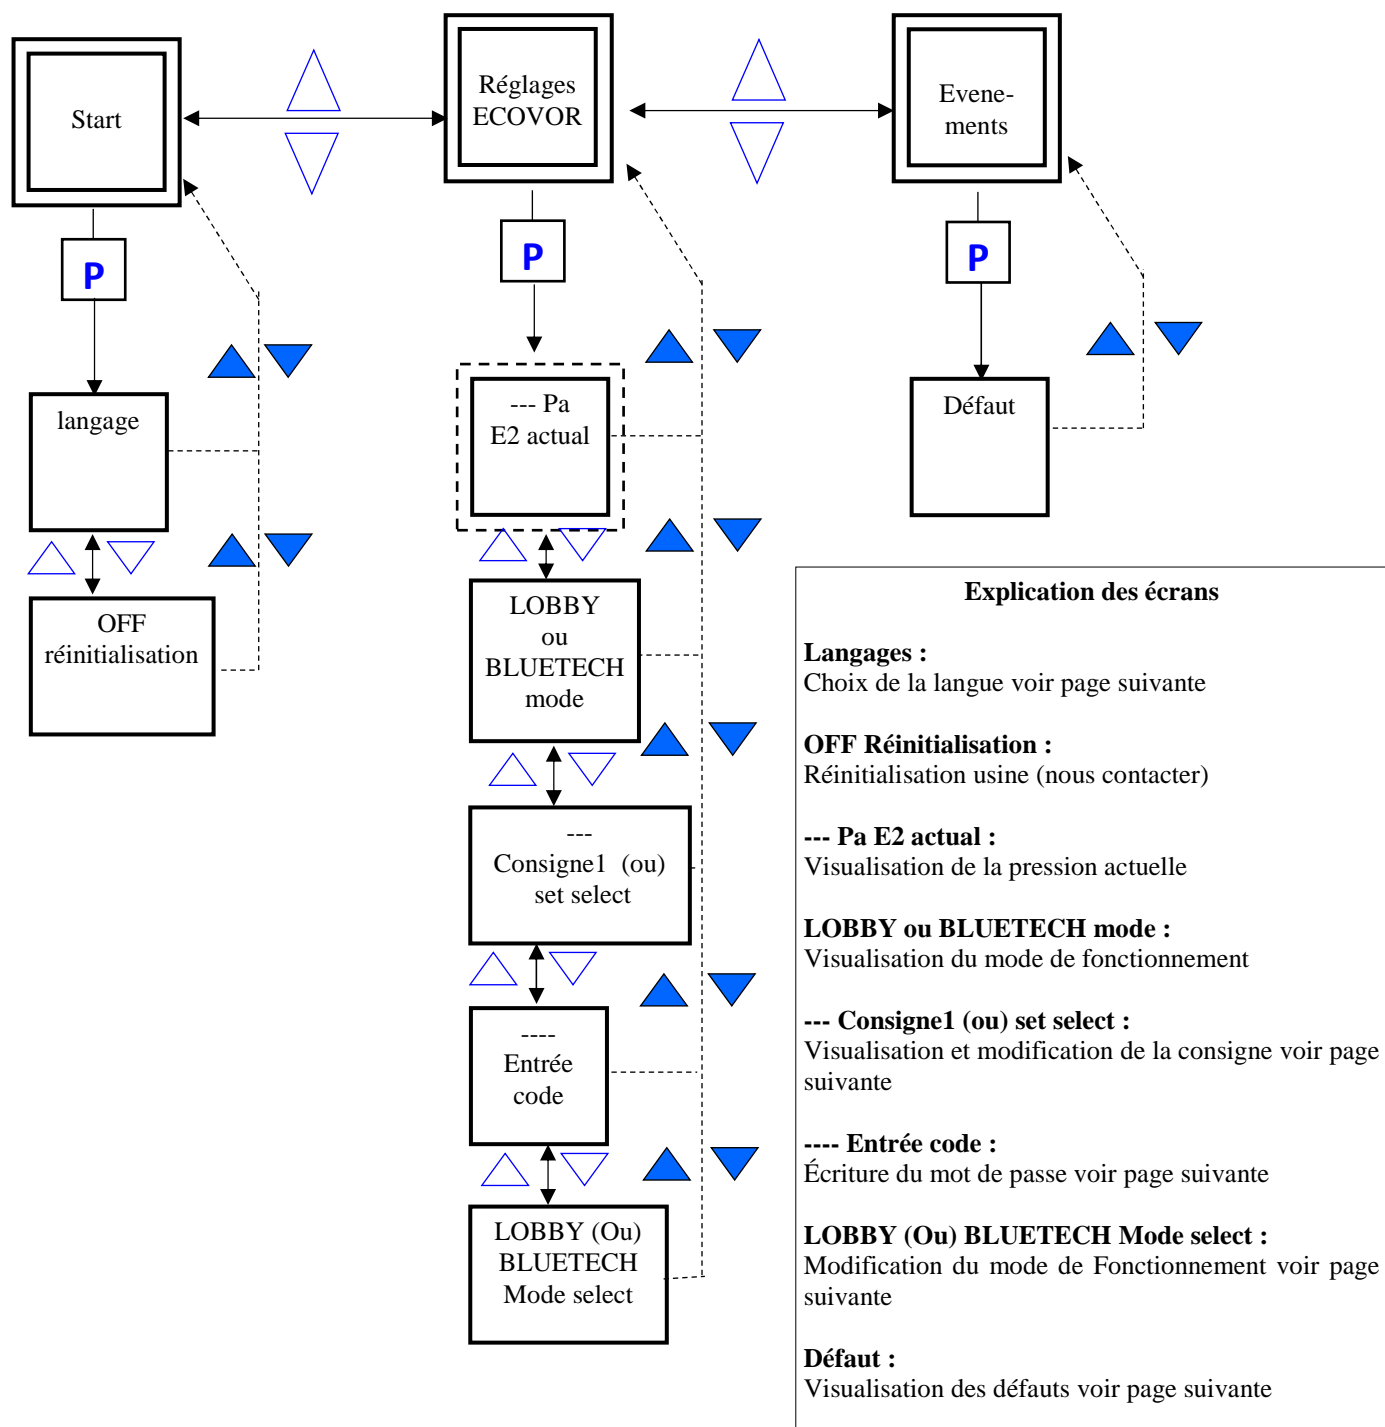 Start
Réglages
ECOVOR
Evene-
ments
P
P
P
langage
OFF
réinitialisation
--- Pa
E2 actual
LOBBY
ou
BLUETECH
mode
---
Consigne1 (ou)
set select
----
Entrée
code
LOBBY (Ou)
BLUETECH
Mode select
Défaut
Explication des écrans
Langages :
Choix de la langue voir page suivante
OFF Réinitialisation :
Réinitialisation usine (nous contacter)
--- Pa E2 actual :
Visualisation de la pression actuelle
LOBBY ou BLUETECH mode :
Visualisation du mode de fonctionnement
--- Consigne1 (ou) set select :
Visualisation et modification de la consigne voir page
suivante
---- Entrée code :
Écriture du mot de passe voir page suivante
LOBBY (Ou) BLUETECH Mode select :
Modification du mode de Fonctionnement voir page
suivante
Défaut :
Visualisation des défauts voir page suivante